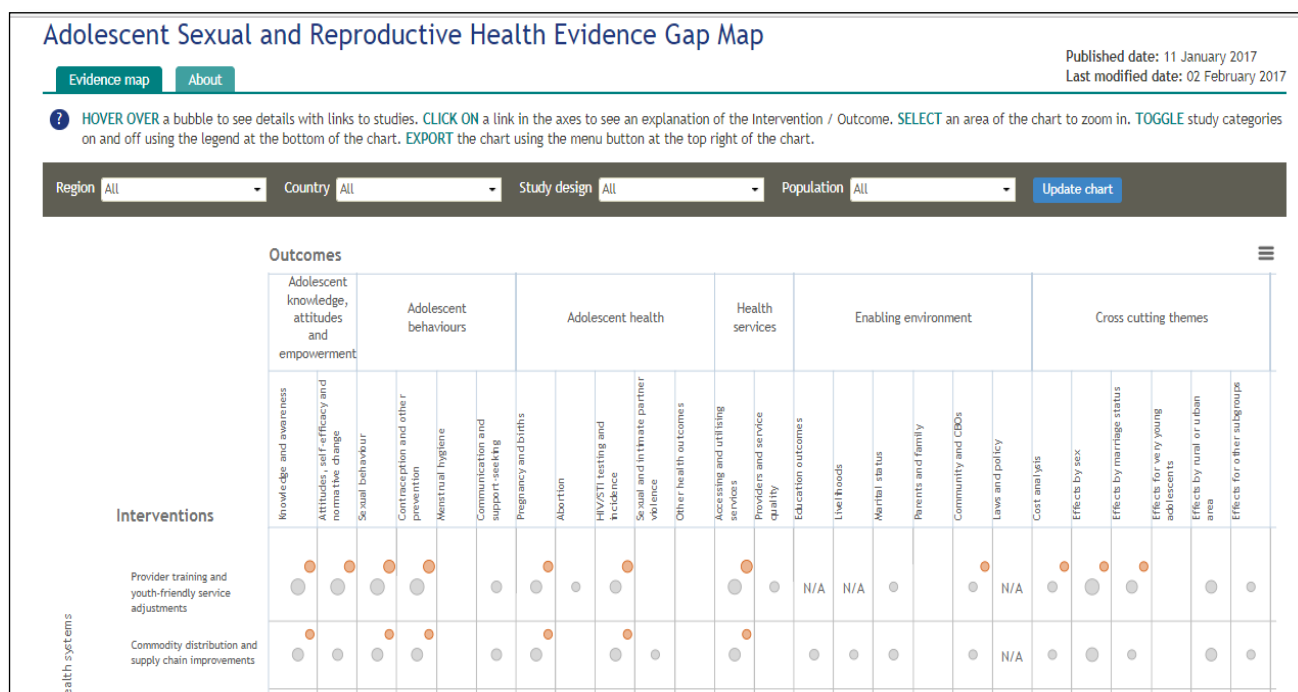 Adolescent Sexual and Reproductive Health Evidence Gap Map
Published date: 11 January 2017
Last modified date: 02 February 2017
Evidence map
About
? HOVER OVER a bubble to see details with links to studies. CLICK ON a link in the axes to see an explanation of the Intervention / Outcome. SELECT an area of the chart to zoom in. TOGGLE study categories
on and off using the legend at the bottom of the chart. EXPORT the chart using the menu button at the top right of the chart.
Region All Country All Study design All Population All Update chart
Outcomes
Adolescent
knowledge,
attitudes
and
empowerment
Adolescent
behaviours
Adolescent health
Health
services
Enabling environment
Cross cutting themes
Interventions
Knowledge and awareness
Attitudes, self-efficacy and
normative change
Sexual behaviour
Contraception and other
prevention
Menstrual hygiene
Communication and
support-seeking
Pregnancy and births
Abortion
HIV/STI testing and
incidence
Sexual and intimate partner
violence
Other health outcomes
Accessing and utilising
services
Providers and service
quality
Education outcomes
Livelihoods
Marital status
Parents and family
Community and CBOs
Laws and policy
Cost analysis
Effects by sex
Effects by marriage status
Effects for very young
adolescents
Effects by rural or urban
area
Effects for other subgroups
Provider training and
youth-friendly service
adjustments
N/A N/A N/A
Commodity distribution and
supply chain improvements
N/A
ealth systems